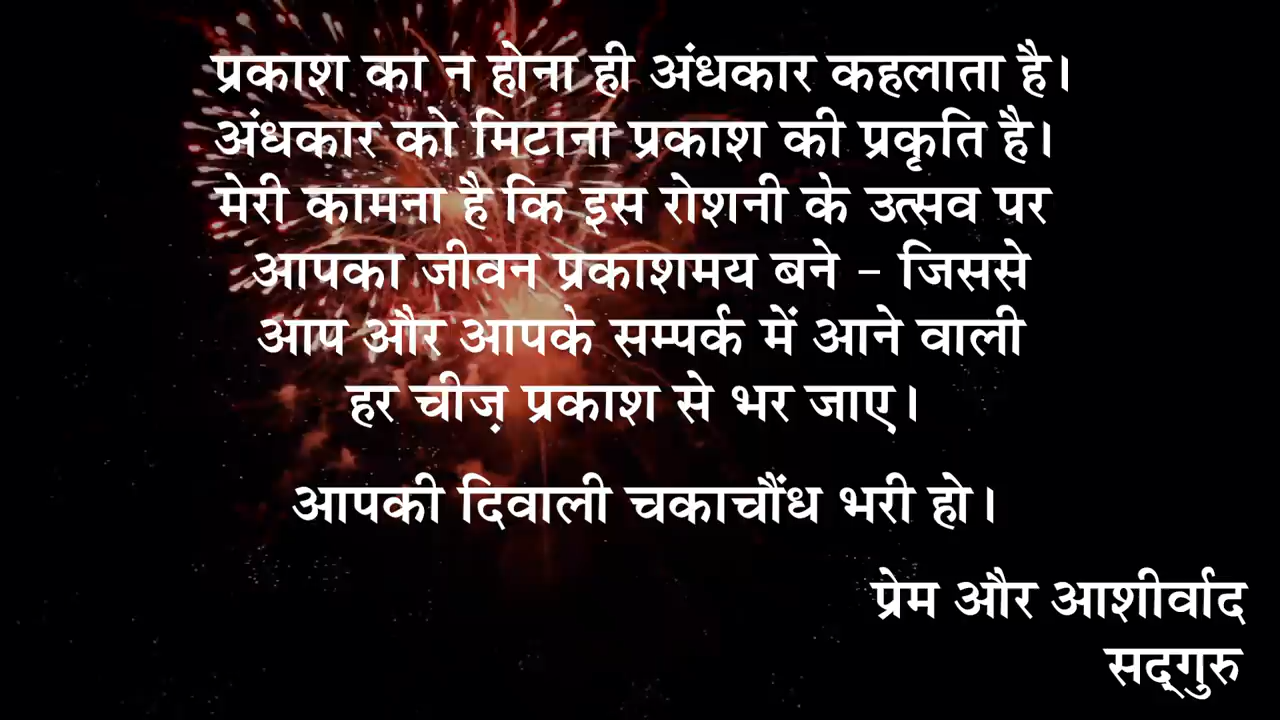 प्रकाश का न होना ही अंधकार कहलाता है।
अंधकार को मिटाना प्रकाश की प्रकृति है।
मेरी कामना है कि इस रोशनी के उत्सव पर
आपका जीवन प्रकाशमय बने – जिससे
आप और आपके सम्पर्क में आने वाली
हर चीज़ प्रकाश से भर जाए।
आपकी दिवाली चकाचौंध भरी हो।
प्रेम और आशीर्वाद
सद्‌गुरु